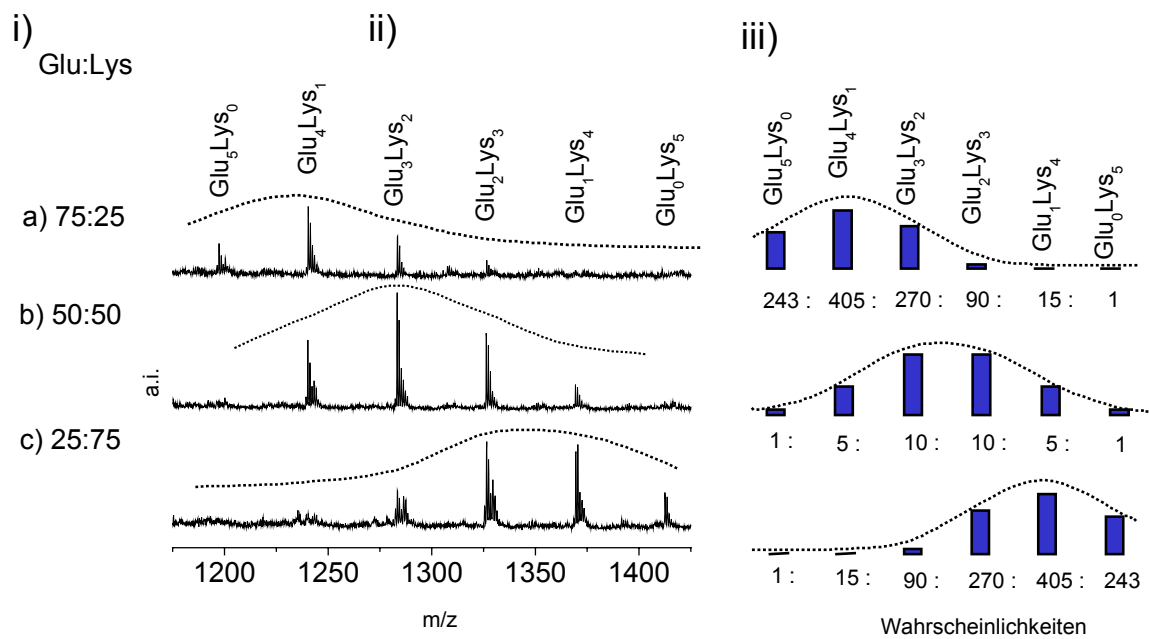 i)
ii)
iii)
Glu:Lys
Glu₅Lys₀
Glu₄Lys₁
Glu₃Lys₂
Glu₂Lys₃
Glu₁Lys₄
Glu₀Lys₅
Glu₅Lys₀
Glu₄Lys₁
Glu₃Lys₂
Glu₂Lys₃
Glu₁Lys₄
Glu₀Lys₅
a) 75:25
243 : 405 : 270 : 90 : 15 : 1
b) 50:50
a.i.
1 : 5 : 10 : 10 : 5 : 1
c) 25:75
1200 1250 1300 1350 1400
1 : 15 : 90 : 270 : 405 : 243
m/z
Wahrscheinlichkeiten